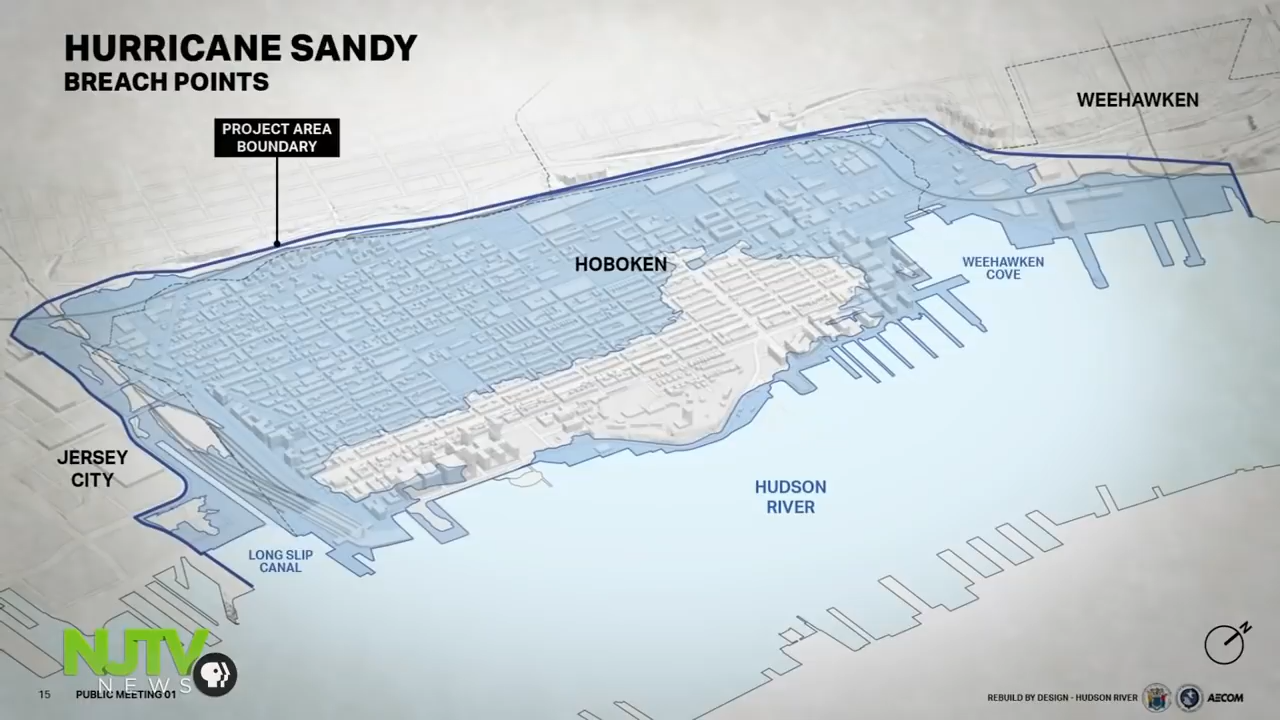 HURRICANE SANDY
BREACH POINTS
PROJECT AREA
BOUNDARY
WEEHAWKEN
HOBOKEN
WEEHAWKEN
COVE
JERSEY
CITY
HUDSON
RIVER
LONG SLIP
CANAL
N
NJTV
NEWS
15
PUBLIC MEETING 01
REBUILD BY DESIGN - HUDSON RIVER
AECOM